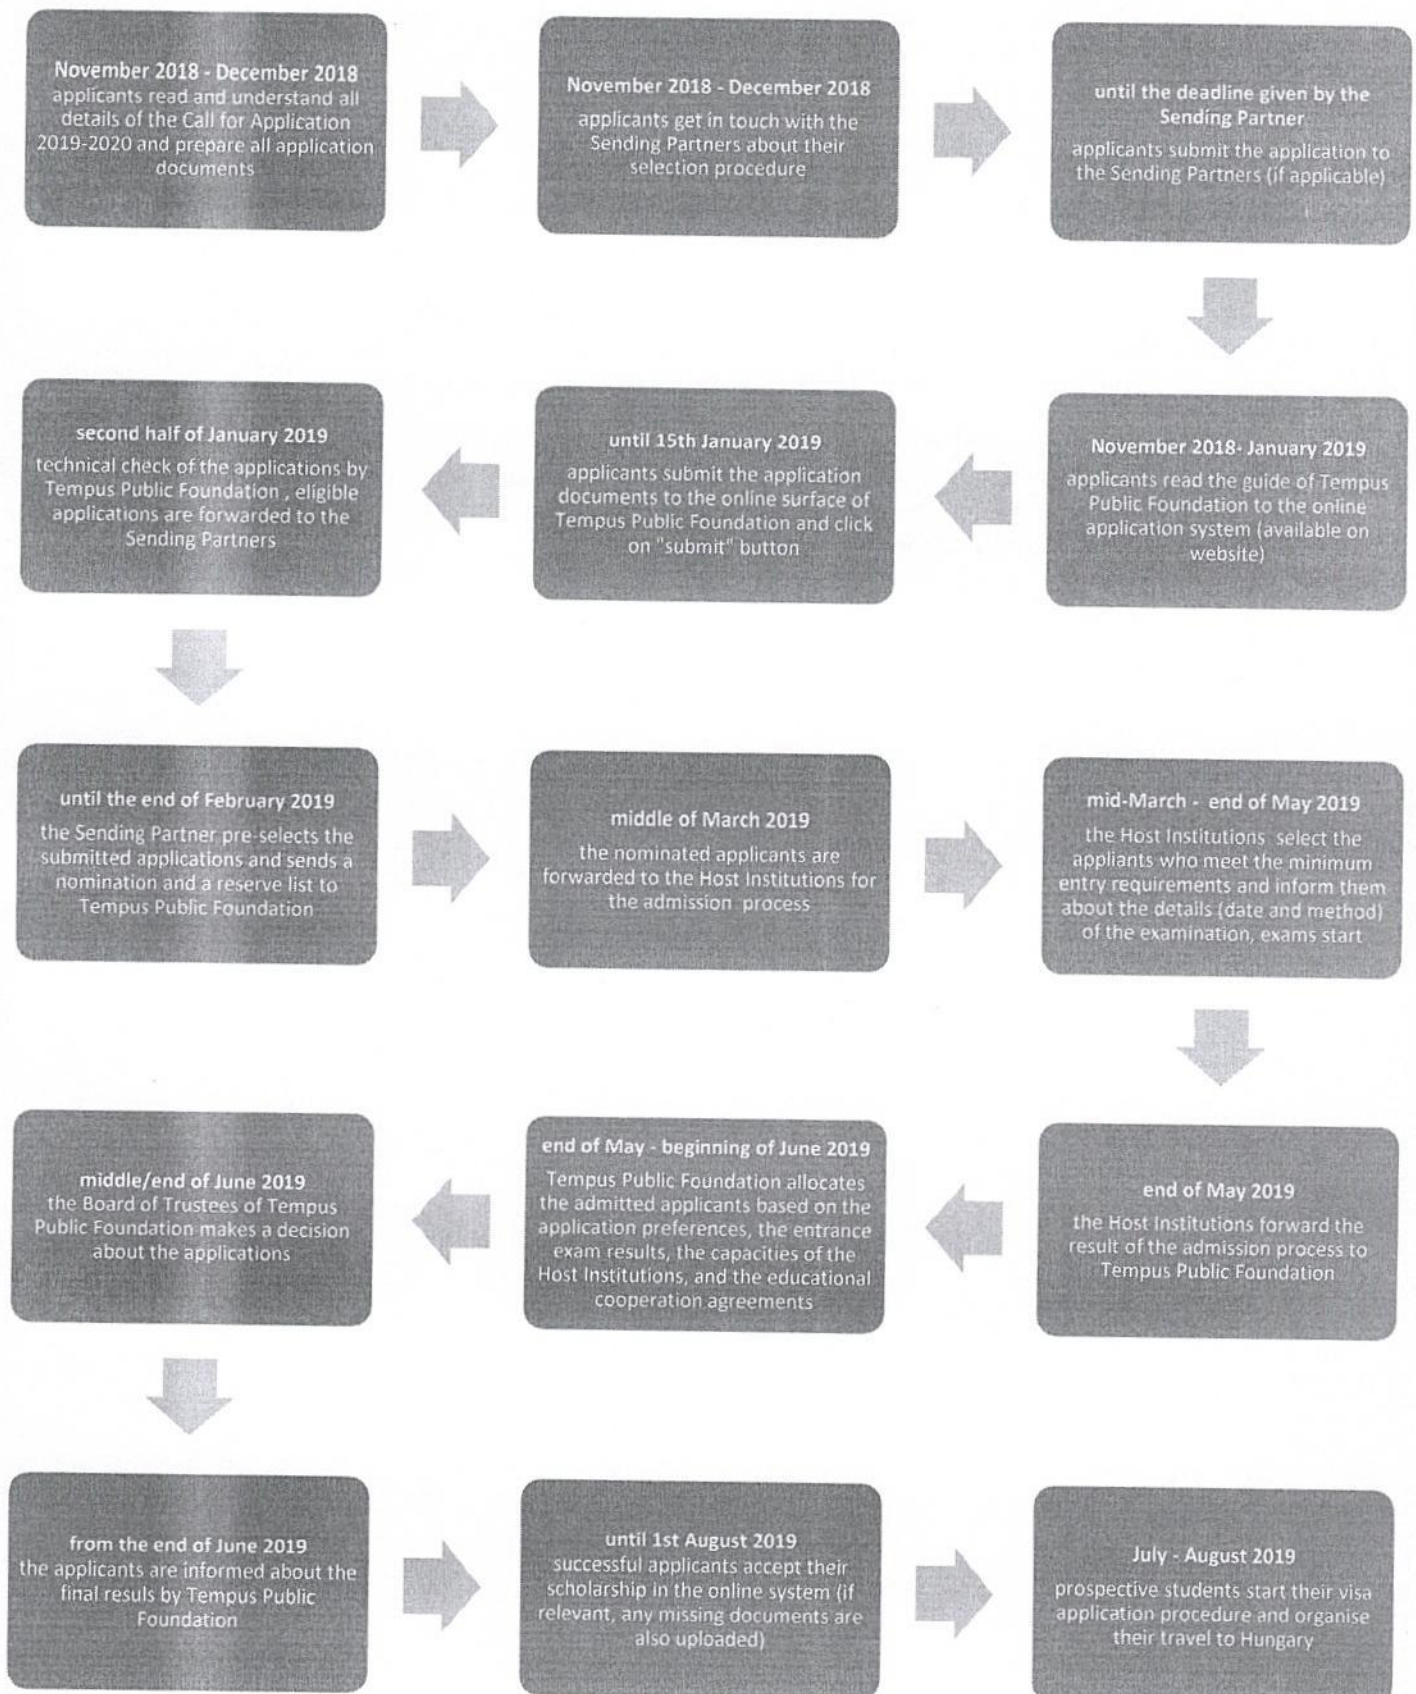 November 2018 - December 2018
applicants read and understand all
details of the Call for Application
2019-2020 and prepare all application
documents
November 2018 - December 2018
applicants get in touch with the
Sending Partners about their
selection procedure
until the deadline given by the
Sending Partner
applicants submit the application to
the Sending Partners (if applicable)
November 2018- January 2019
applicants read the guide of Tempus
Public Foundation to the online
application system (available on
website)
until 15th January 2019
applicants submit the application
documents to the online surface of
Tempus Public Foundation and click
on "submit" button
second half of January 2019
technical check of the applications by
Tempus Public Foundation , eligible
applications are forwarded to the
Sending Partners
until the end of February 2019
the Sending Partner pre-selects the
submitted applications and sends a
nomination and a reserve list to
Tempus Public Foundation
middle of March 2019
the nominated applicants are
forwarded to the Host Institutions for
the admission process
mid-March - end of May 2019
the Host Institutions select the
appliants who meet the minimum
entry requirements and inform them
about the details (date and method)
of the examination, exams start
end of May 2019
the Host Institutions forward the
result of the admission process to
Tempus Public Foundation
end of May - beginning of June 2019
Tempus Public Foundation allocates
the admitted applicants based on the
application preferences, the entrance
exam results, the capacities of the
Host Institutions, and the educational
cooperation agreements
middle/end of June 2019
the Board of Trustees of Tempus
Public Foundation makes a decision
about the applications
from the end of June 2019
the applicants are informed about the
final resuls by Tempus Public
Foundation
until 1st August 2019
successful applicants accept their
scholarship in the online system (if
relevant, any missing documents are
also uploaded)
July - August 2019
prospective students start their visa
application procedure and organise
their travel to Hungary